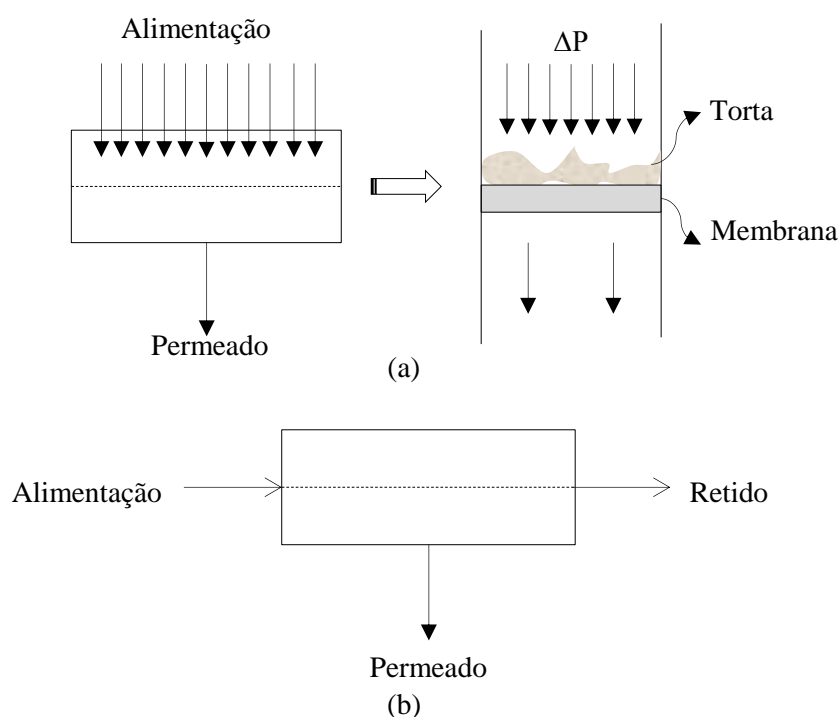 Alimentação
ΔP
Torta
Membrana
Permeado
(a)
Alimentação
Retido
Permeado
(b)